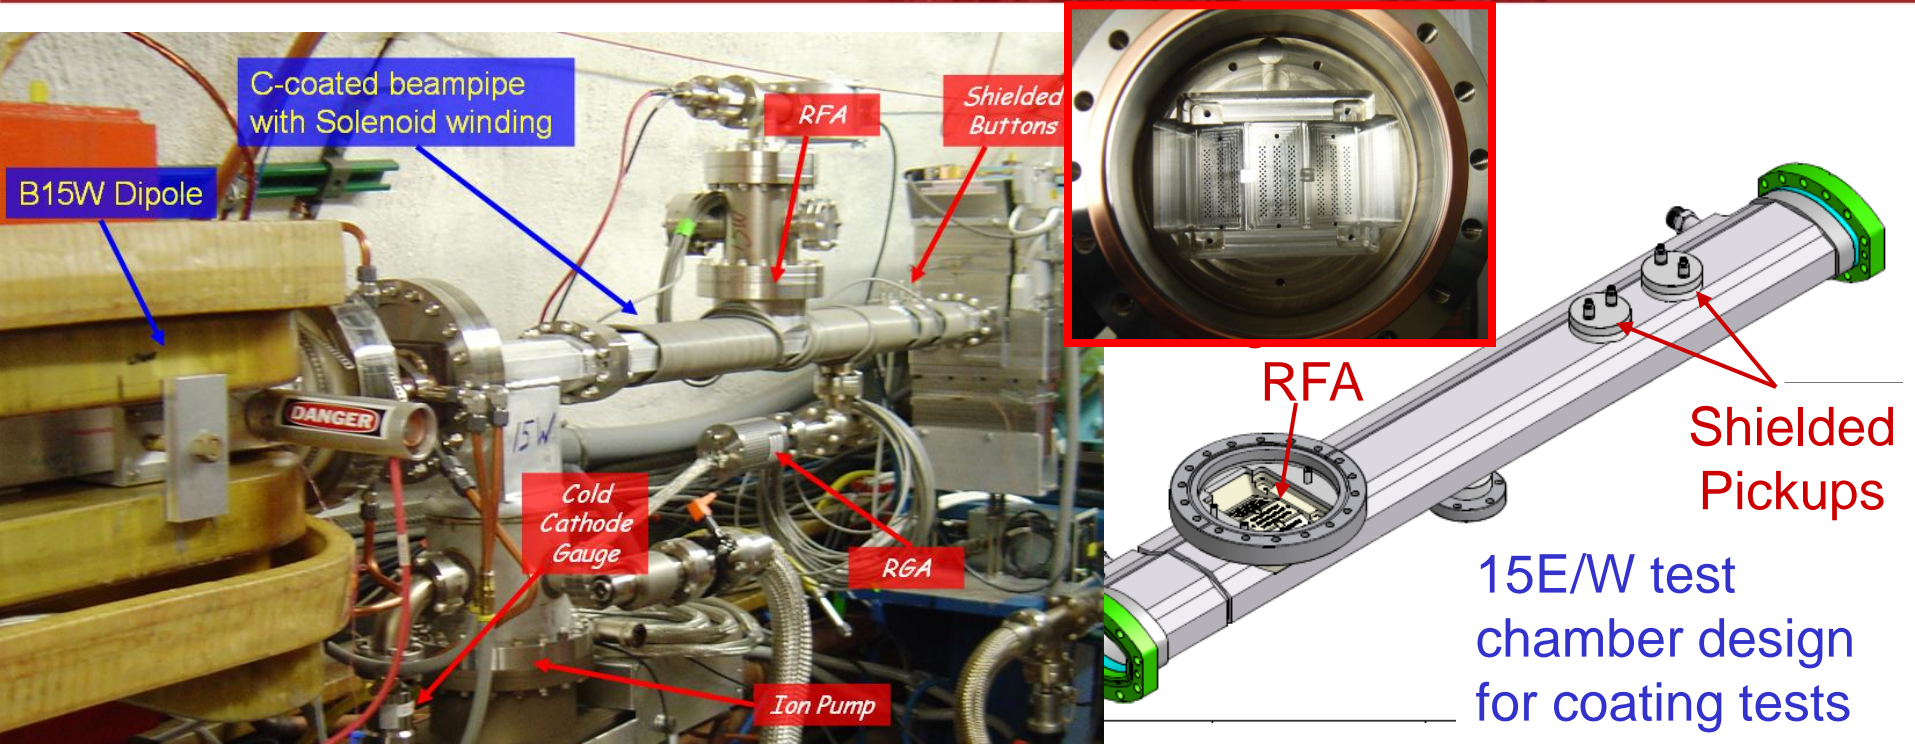 C-coated beampipe
with Solenoid winding
RFA
Shielded
Buttons
B15W Dipole
DANGER
15W
15W
Cold
Cathode
Gauge
RGA
Ion Pump
RFA
Shielded
Pickups
15E/W test
chamber design
for coating tests